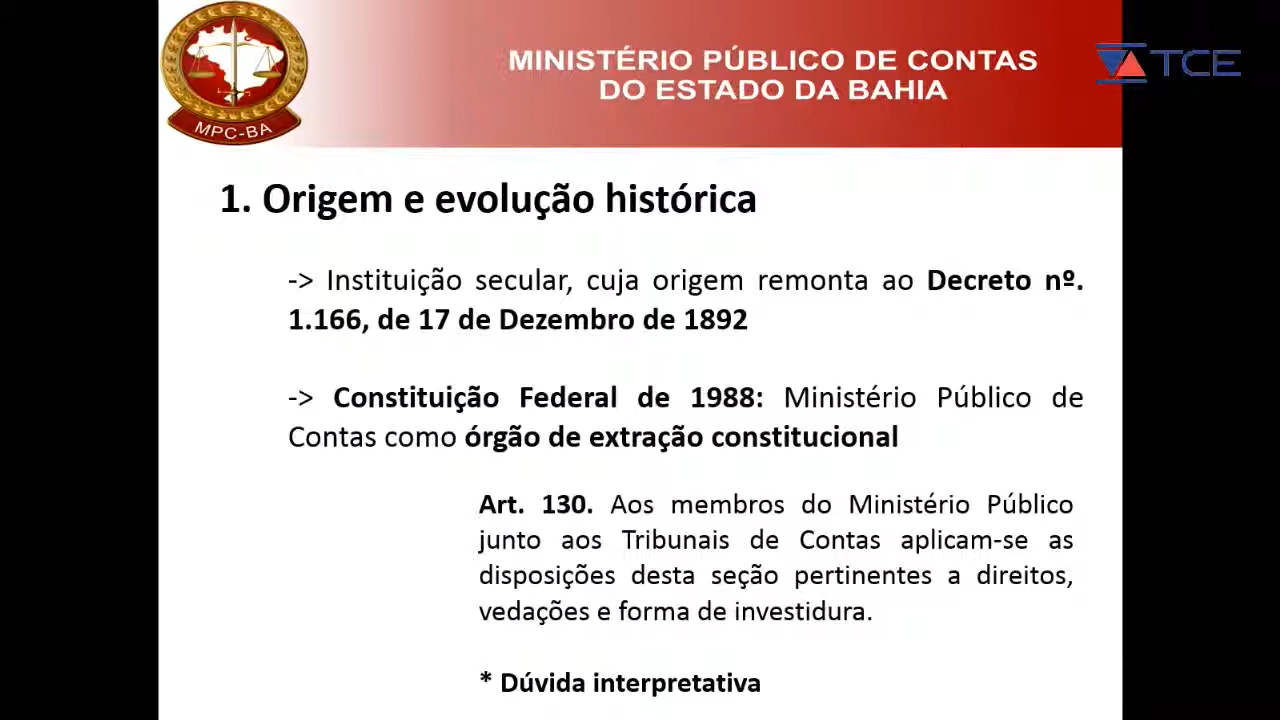 MINISTÉRIO PÚBLICO DE CONTAS
DO ESTADO DA BAHIA
TCE
MPC-BA
1. Origem e evolução histórica
-> Instituição secular, cuja origem remonta ao Decreto nº.
1.166, de 17 de Dezembro de 1892
-> Constituição Federal de 1988: Ministério Público de
Contas como órgão de extração constitucional
Art. 130. Aos membros do Ministério Público
junto aos Tribunais de Contas aplicam-se as
disposições desta seção pertinentes a direitos,
vedações e forma de investidura.
* Dúvida interpretativa